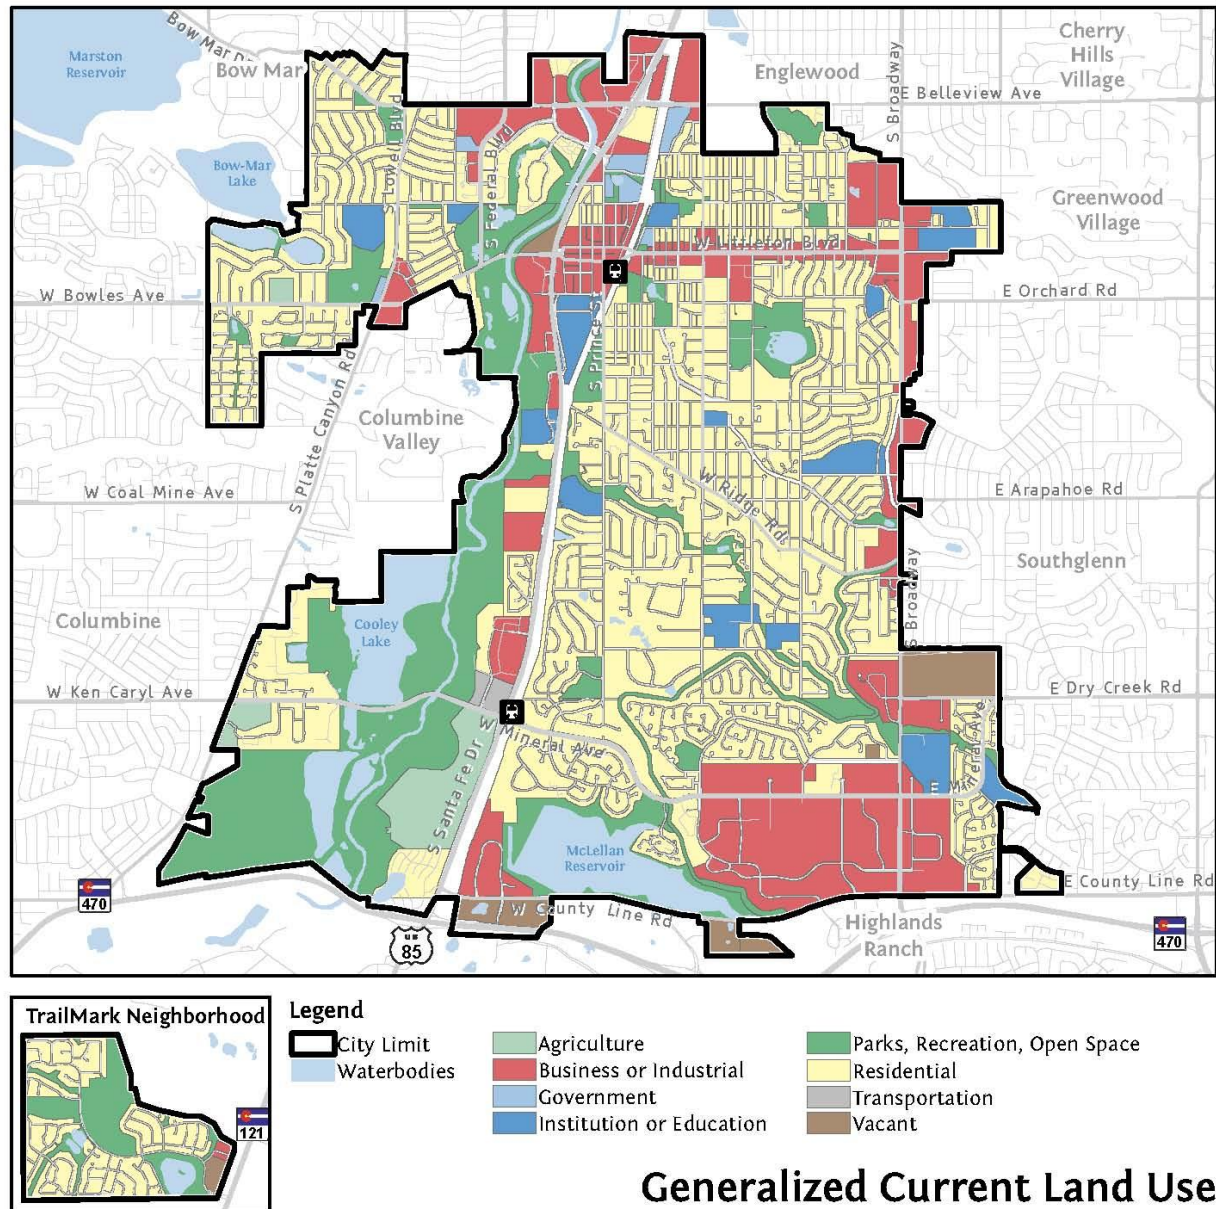 Bow Mar Dr
Cherry
Hills
Village
Marston
Reservoir
Bow Mar
Englewood
S Broadway
E Belleview Ave
S Lowell Blvd
S Federal Blvd
Bow-Mar
Lake
Greenwood
Village
W Littleton Blvd
W Bowles Ave
E Orchard Rd
S Prince St
S Platte Canyon Rd
Columbine
Valley
W Coal Mine Ave
W Ridge Rd
E Arapahoe Rd
Southglenn
S Broadway
Columbine
Cooley
Lake
W Ken Caryl Ave
E Dry Creek Rd
W Mineral Ave
S Santa Fe Dr
E Mineral Ave
McLellan
Reservoir
W County Line Rd
E County Line Rd
470
US
85
Highlands
Ranch
470
TrailMark Neighborhood
121
Legend
City Limit
Waterbodies
Agriculture
Business or Industrial
Government
Institution or Education
Parks, Recreation, Open Space
Residential
Transportation
Vacant
Generalized Current Land Use